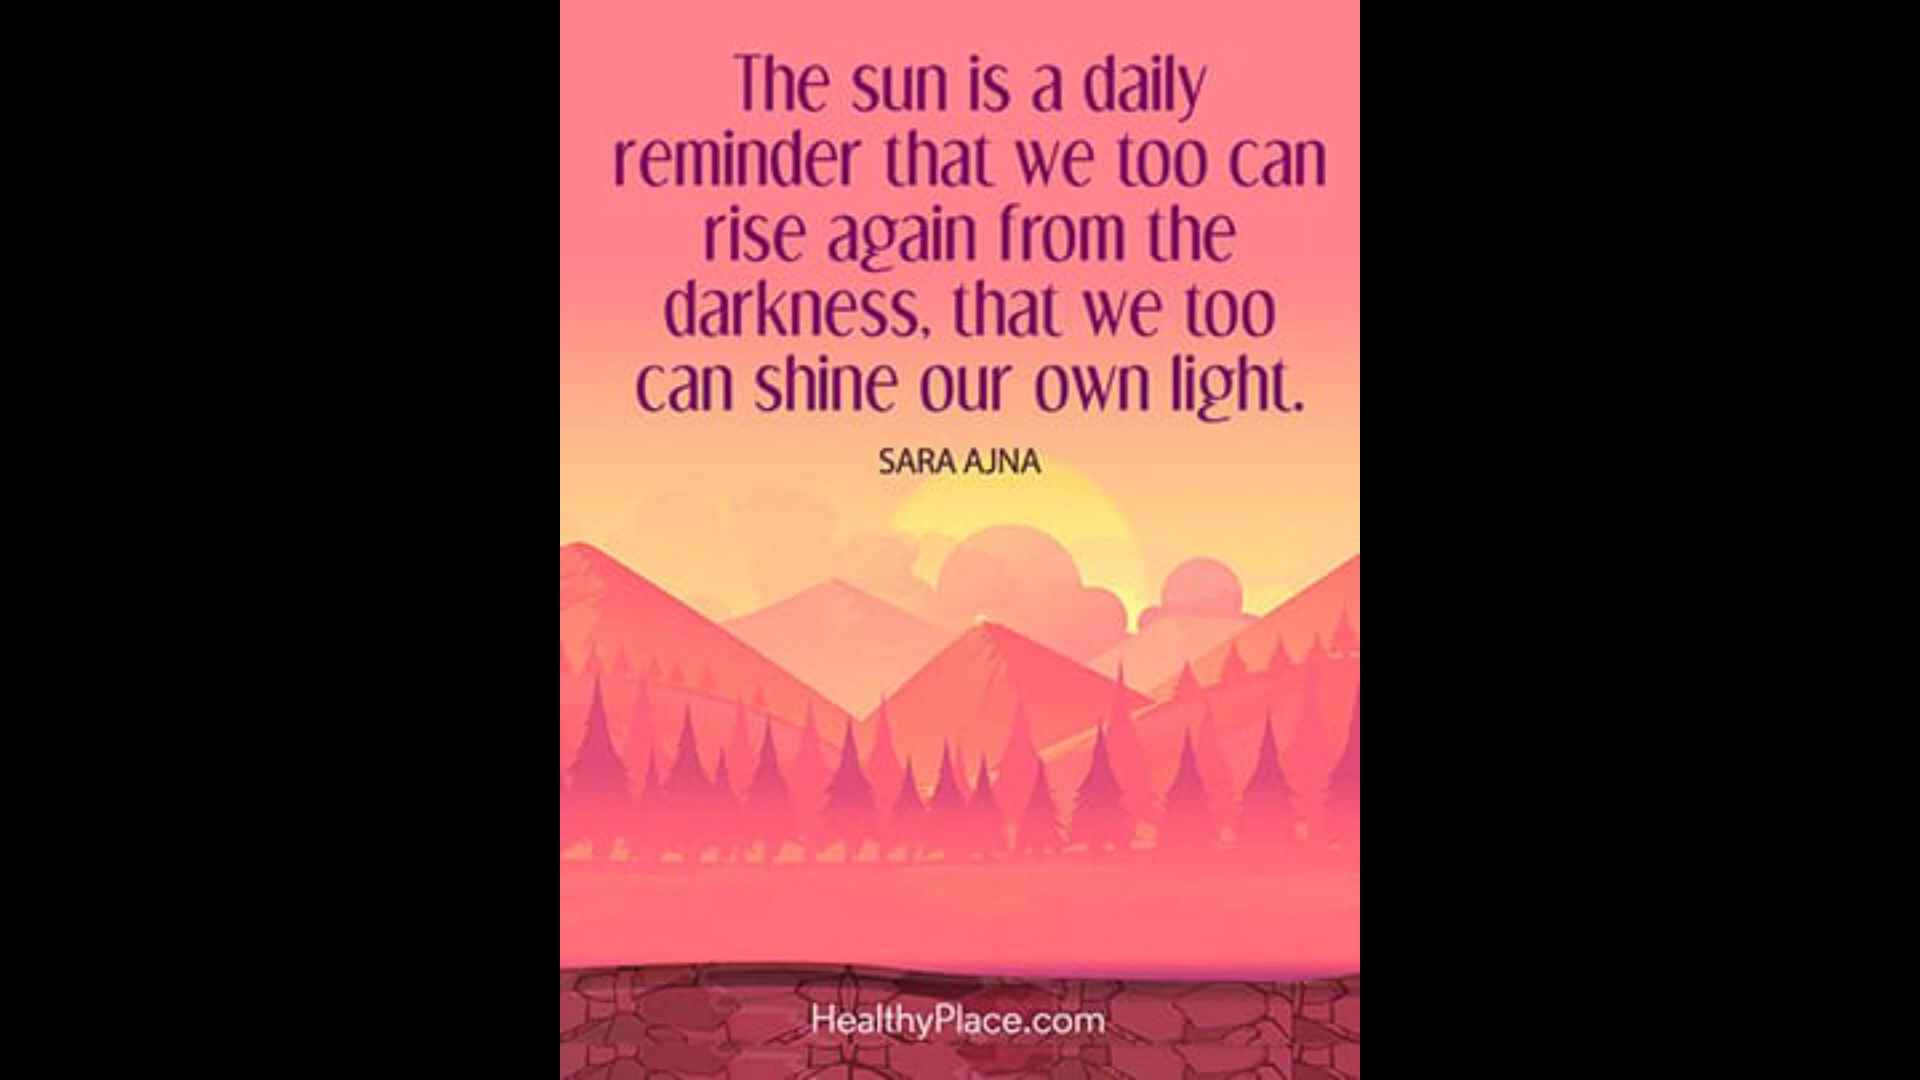 The sun is a daily
reminder that we too can
rise again from the
darkness, that we too
can shine our own light.
SARA AJNA
HealthyPlace.com